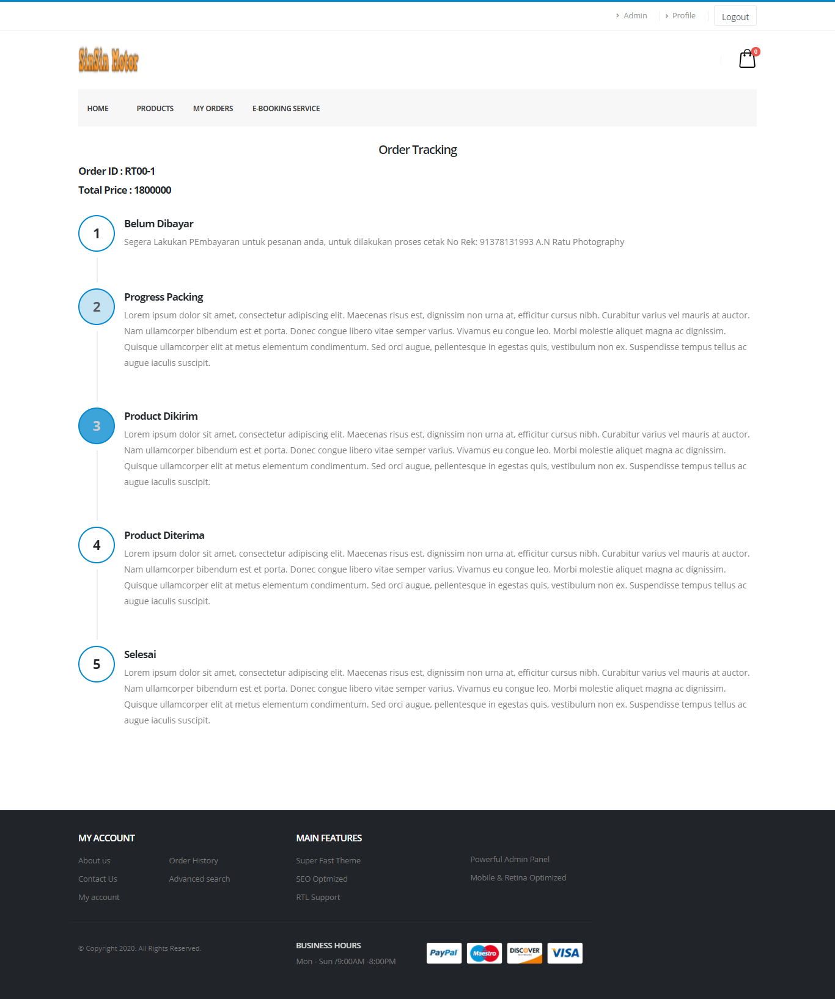 Admin
Profile
Logout
SinSin Motor
0
HOME
PRODUCTS
MY ORDERS
E-BOOKING SERVICE
Order Tracking
Order ID : RT00-1
Total Price : 1800000
1
Belum Dibayar
Segera Lakukan PEmbayaran untuk pesanan anda, untuk dilakukan proses cetak No Rek: 91378131993 A.N Ratu Photography
2
Progress Packing
Lorem ipsum dolor sit amet, consectetur adipiscing elit. Maecenas risus est, dignissim non urna at, efficitur cursus nibh. Curabitur varius vel mauris at auctor.
Nam ullamcorper bibendum est et porta. Donec congue libero vitae semper varius. Vivamus eu congue leo. Morbi molestie aliquet magna ac dignissim.
Quisque ullamcorper elit at metus elementum condimentum. Sed orci augue, pellentesque in egestas quis, vestibulum non ex. Suspendisse tempus tellus ac
augue iaculis suscipit.
3
Product Dikirim
Lorem ipsum dolor sit amet, consectetur adipiscing elit. Maecenas risus est, dignissim non urna at, efficitur cursus nibh. Curabitur varius vel mauris at auctor.
Nam ullamcorper bibendum est et porta. Donec congue libero vitae semper varius. Vivamus eu congue leo. Morbi molestie aliquet magna ac dignissim.
Quisque ullamcorper elit at metus elementum condimentum. Sed orci augue, pellentesque in egestas quis, vestibulum non ex. Suspendisse tempus tellus ac
augue iaculis suscipit.
4
Product Diterima
Lorem ipsum dolor sit amet, consectetur adipiscing elit. Maecenas risus est, dignissim non urna at, efficitur cursus nibh. Curabitur varius vel mauris at auctor.
Nam ullamcorper bibendum est et porta. Donec congue libero vitae semper varius. Vivamus eu congue leo. Morbi molestie aliquet magna ac dignissim.
Quisque ullamcorper elit at metus elementum condimentum. Sed orci augue, pellentesque in egestas quis, vestibulum non ex. Suspendisse tempus tellus ac
augue iaculis suscipit.
5
Selesai
Lorem ipsum dolor sit amet, consectetur adipiscing elit. Maecenas risus est, dignissim non urna at, efficitur cursus nibh. Curabitur varius vel mauris at auctor.
Nam ullamcorper bibendum est et porta. Donec congue libero vitae semper varius. Vivamus eu congue leo. Morbi molestie aliquet magna ac dignissim.
Quisque ullamcorper elit at metus elementum condimentum. Sed orci augue, pellentesque in egestas quis, vestibulum non ex. Suspendisse tempus tellus ac
augue iaculis suscipit.
MY ACCOUNT
About us
Contact Us
My account
Order History
Advanced search
MAIN FEATURES
Super Fast Theme
SEO Optmized
RTL Support
Powerful Admin Panel
Mobile & Retina Optimized
© Copyright 2020. All Rights Reserved.
BUSINESS HOURS
Mon - Sun /9:00AM -8:00PM
PayPal
Maestro
DISCOVER
NETWORK
VISA